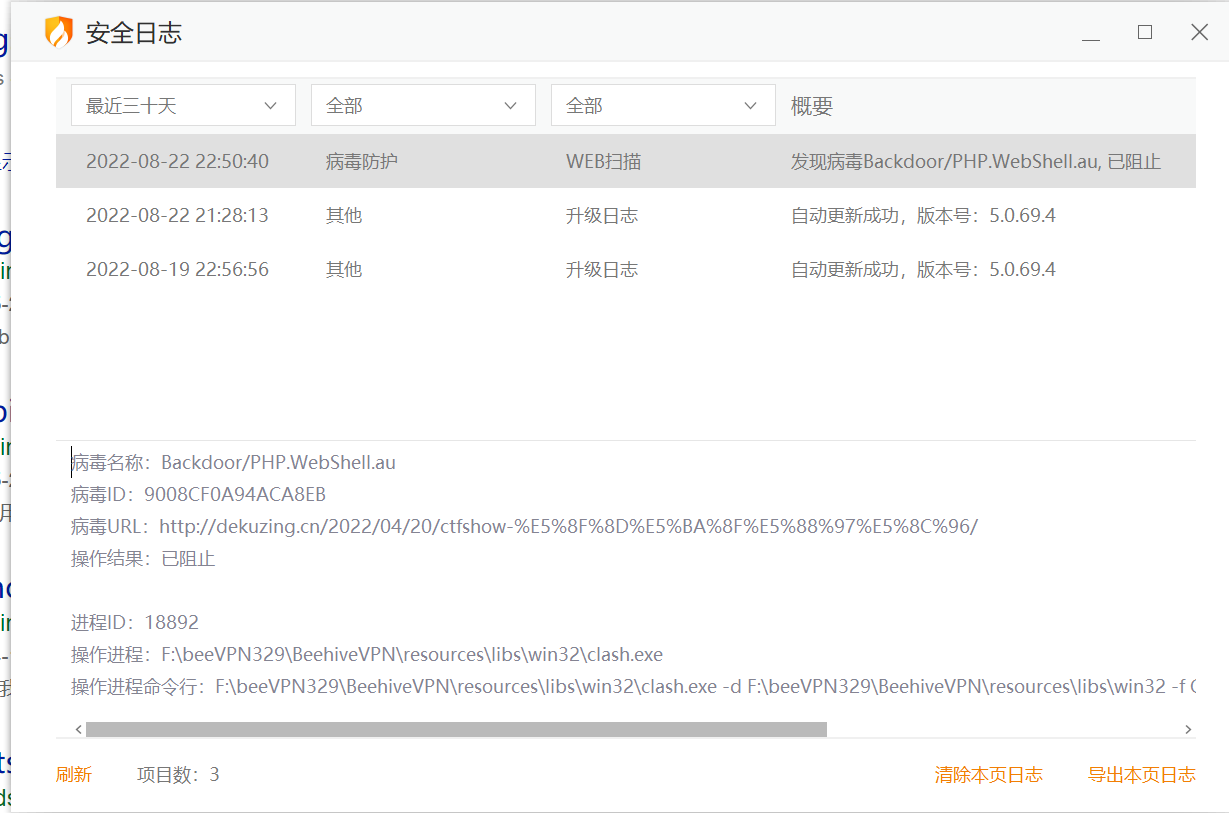 安全日志
最近三十天 全部 全部 概要
2022-08-22 22:50:40 病毒防护 WEB扫描 发现病毒Backdoor/PHP.WebShell.au, 已阻止
2022-08-22 21:28:13 其他 升级日志 自动更新成功，版本号：5.0.69.4
2022-08-19 22:56:56 其他 升级日志 自动更新成功，版本号：5.0.69.4
病毒名称：Backdoor/PHP.WebShell.au
病毒ID：9008CF0A94ACA8EB
病毒URL：http://dekuzing.cn/2022/04/20/ctfshow-%E5%8F%8D%E5%BA%8F%E5%88%97%E5%8C%96/
操作结果：已阻止
进程ID：18892
操作进程：F:\beeVPN329\BeehiveVPN\resources\libs\win32\clash.exe
操作进程命令行：F:\beeVPN329\BeehiveVPN\resources\libs\win32\clash.exe -d F:\beeVPN329\BeehiveVPN\resources\libs\win32 -f
刷新 项目数：3 清除本页日志 导出本页日志